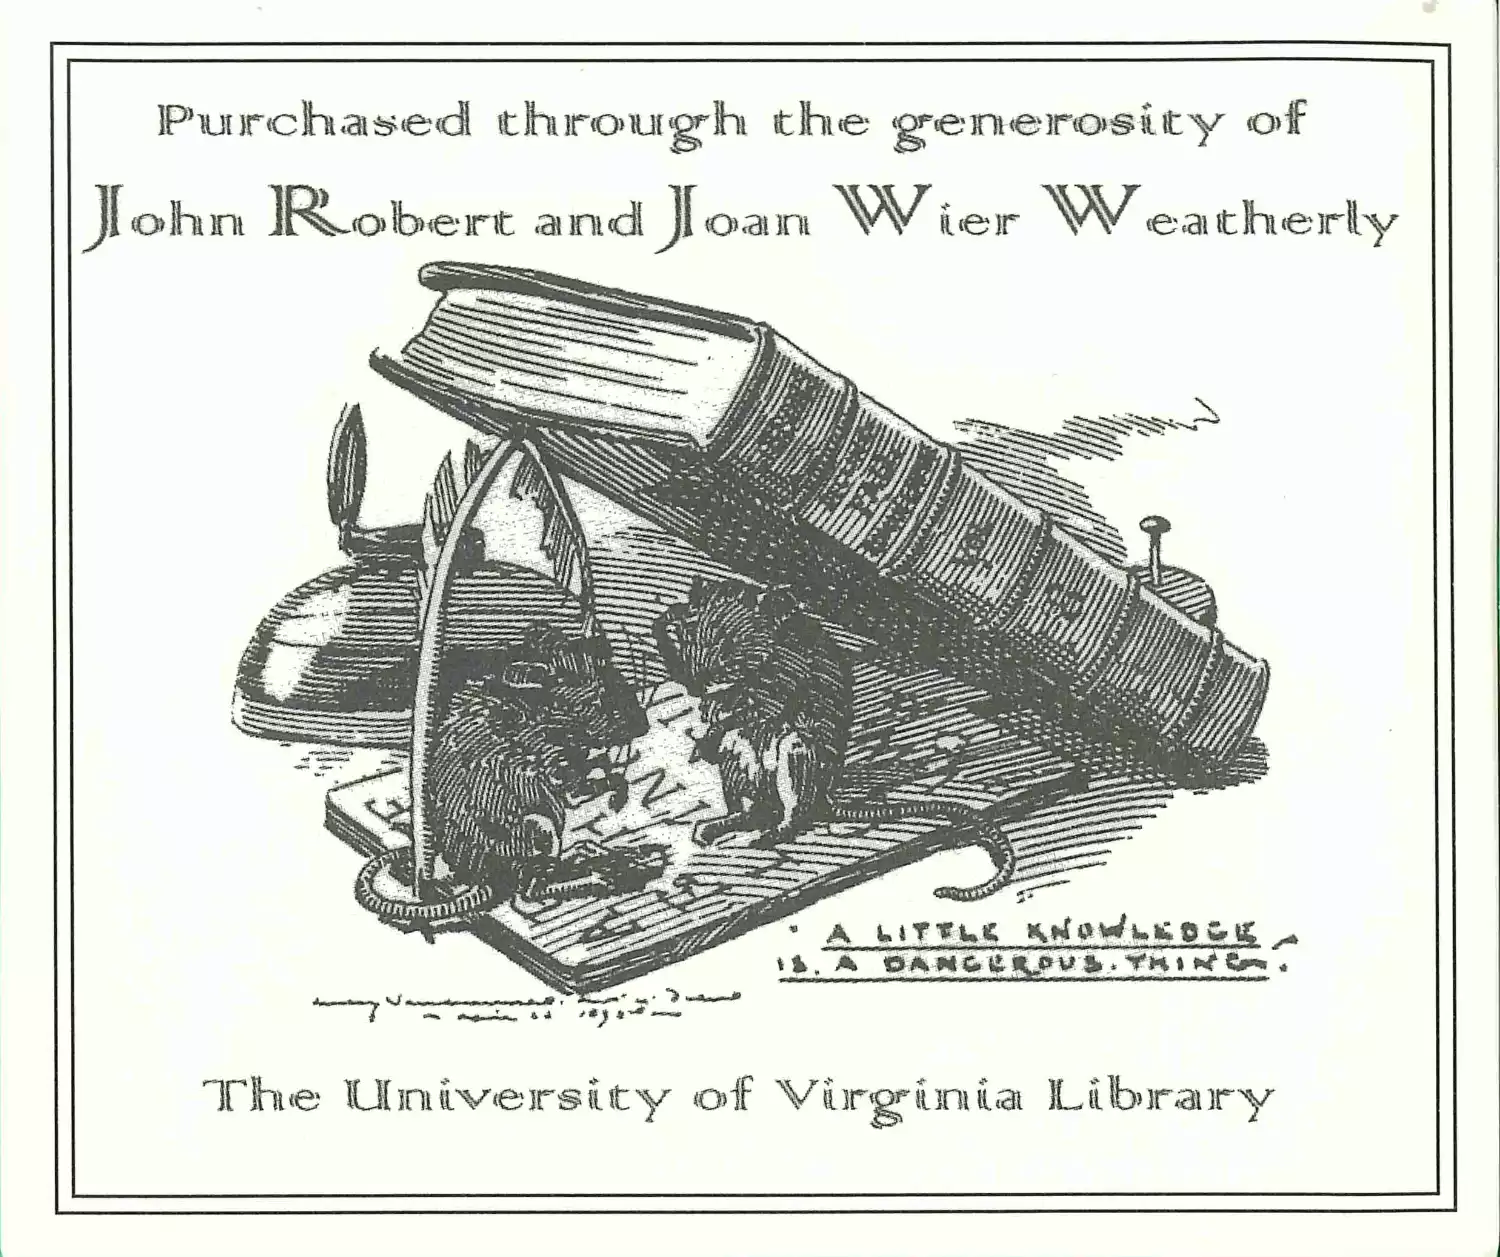 Purchased through the generosity of
John Robert and Joan Wier Weatherly
A LITTLE KNOWLEDGE
IS. A DANGEROUS. THING.
The University of Virginia Library